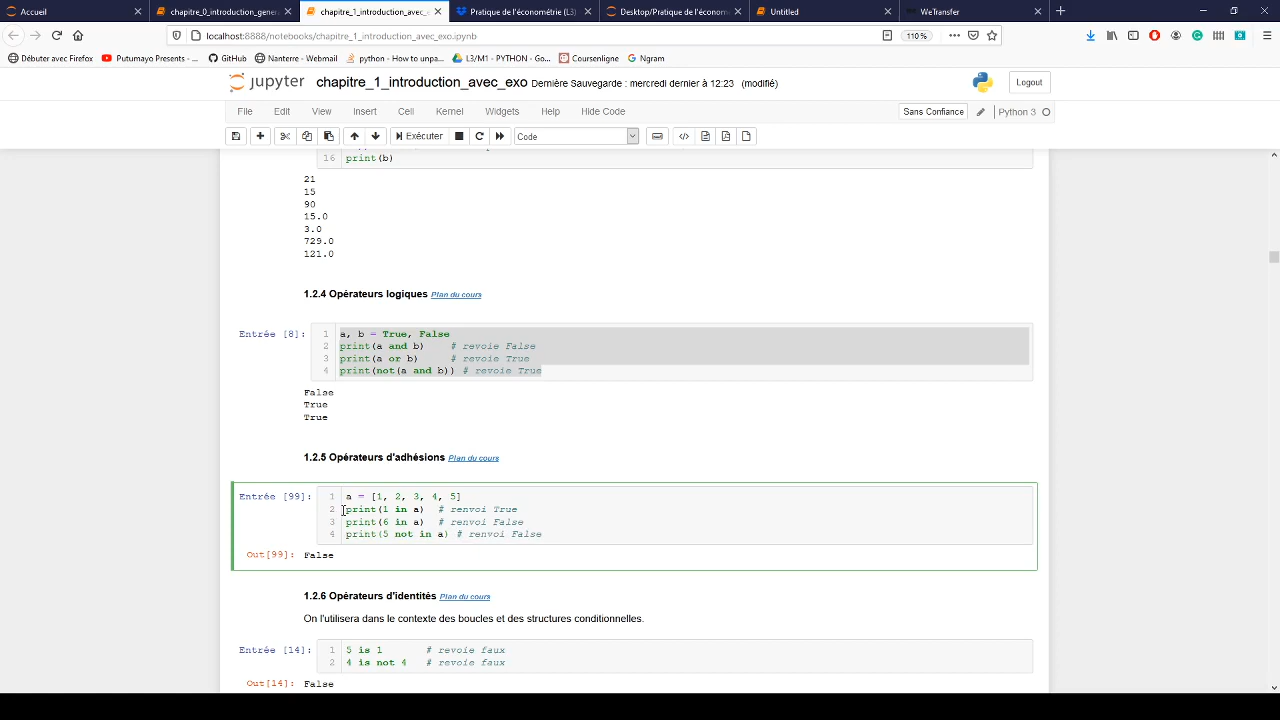 Accueil
chapitre_0_introduction_gener
chapitre_1_introduction_avec_
Pratique de l'économétrie (L3)
Desktop/Pratique de l'économ
Untitled
WeTransfer
localhost:8888/notebooks/chapitre_1_introduction_avec_exo.ipynb
110%
Débuter avec Firefox
Putumayo Presents - ...
GitHub
Nanterre - Webmail
python - How to unpa...
L3/M1 - PYTHON - Go...
Coursenligne
Ngram
jupyter
chapitre_1_introduction_avec_exo Dernière Sauvegarde : mercredi dernier à 12:23 (modifié)
Logout
File Edit View Insert Cell Kernel Widgets Help Hide Code
Sans Confiance
Python 3
Exécuter
Code
16 print(b)
21
15
90
15.0
3.0
729.0
121.0
1.2.4 Opérateurs logiques Plan du cours
Entrée [8]:
1 a, b = True, False
2 print(a and b) # revoie False
3 print(a or b) # revoie True
4 print(not(a and b)) # revoie True
False
True
True
1.2.5 Opérateurs d'adhésions Plan du cours
Entrée [99]:
1 a = [1, 2, 3, 4, 5]
2 print(1 in a) # renvoi True
3 print(6 in a) # renvoi False
4 print(5 not in a) # renvoi False
Out[99]: False
1.2.6 Opérateurs d'identités Plan du cours
On l'utilisera dans le contexte des boucles et des structures conditionnelles.
Entrée [14]:
1 5 is 1 # revoie faux
2 4 is not 4 # revoie faux
Out[14]: False